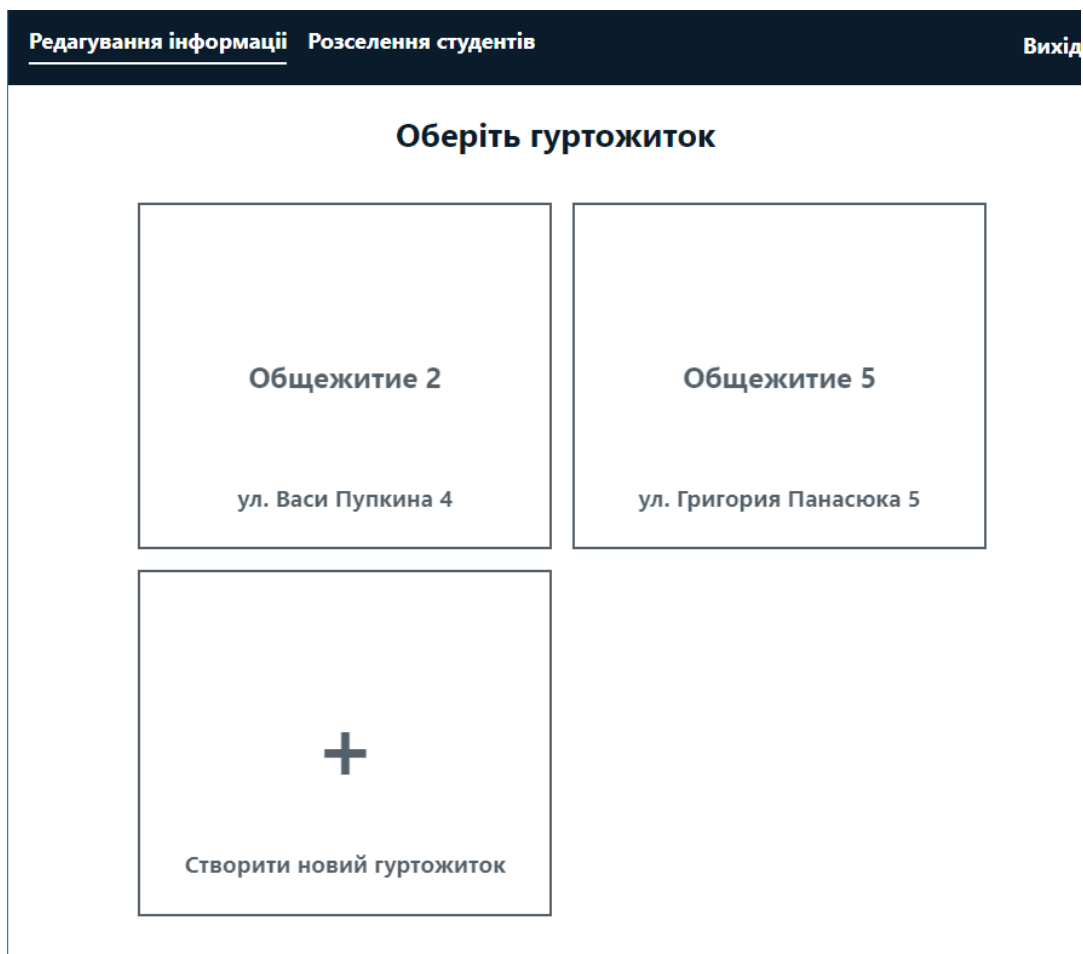 Редагування інформаціі Розселення студентів Вихід
Оберіть гуртожиток
Общежитие 2 Общежитие 5
ул. Васи Пупкина 4 ул. Григория Панасюка 5
+
Створити новий гуртожиток